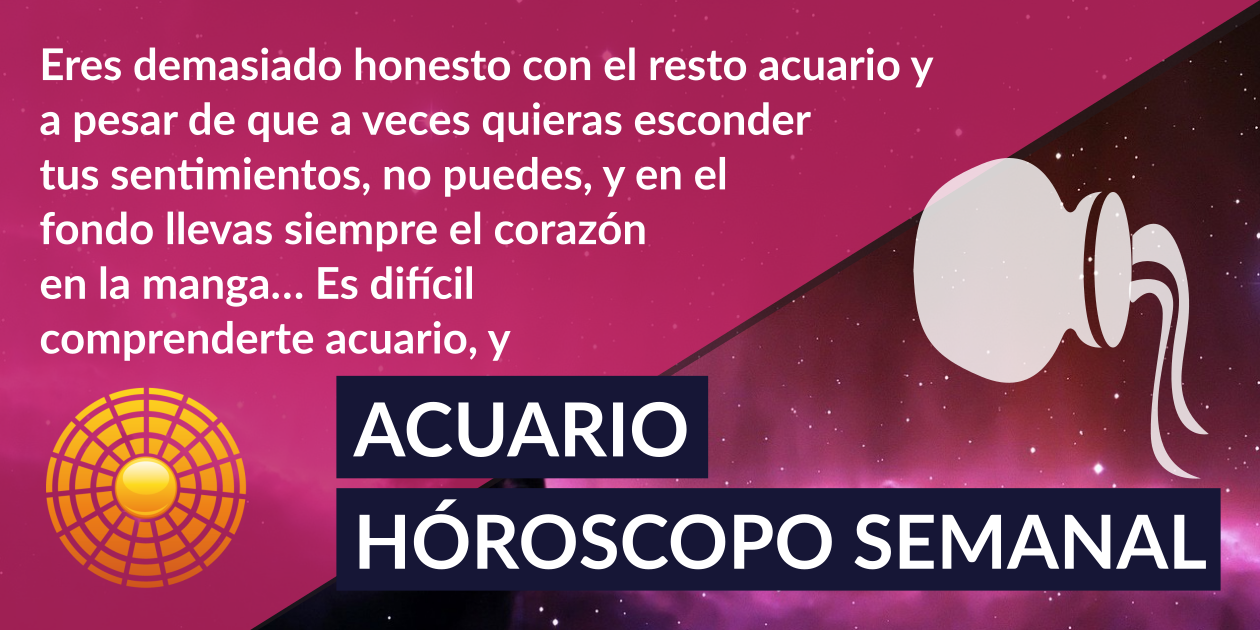 Eres demasiado honesto con el resto acuario y
a pesar de que a veces quieras esconder
tus sentimientos, no puedes, y en el
fondo llevas siempre el corazón
en la manga... Es difícil
comprenderte acuario, y
ACUARIO
HÓROSCOPO SEMANAL